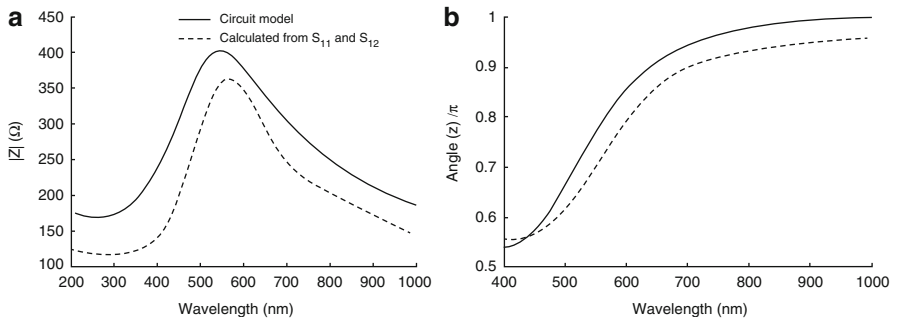 a
450
400
350
300
250
200
150
100
|Z| (Ω)
Circuit model
Calculated from S11 and S12
200 300 400 500 600 700 800 900 1000
Wavelength (nm)
b
1
0.9
0.8
0.7
0.6
0.5
Angle (z) /π
400 500 600 700 800 900 1000
Wavelength (nm)